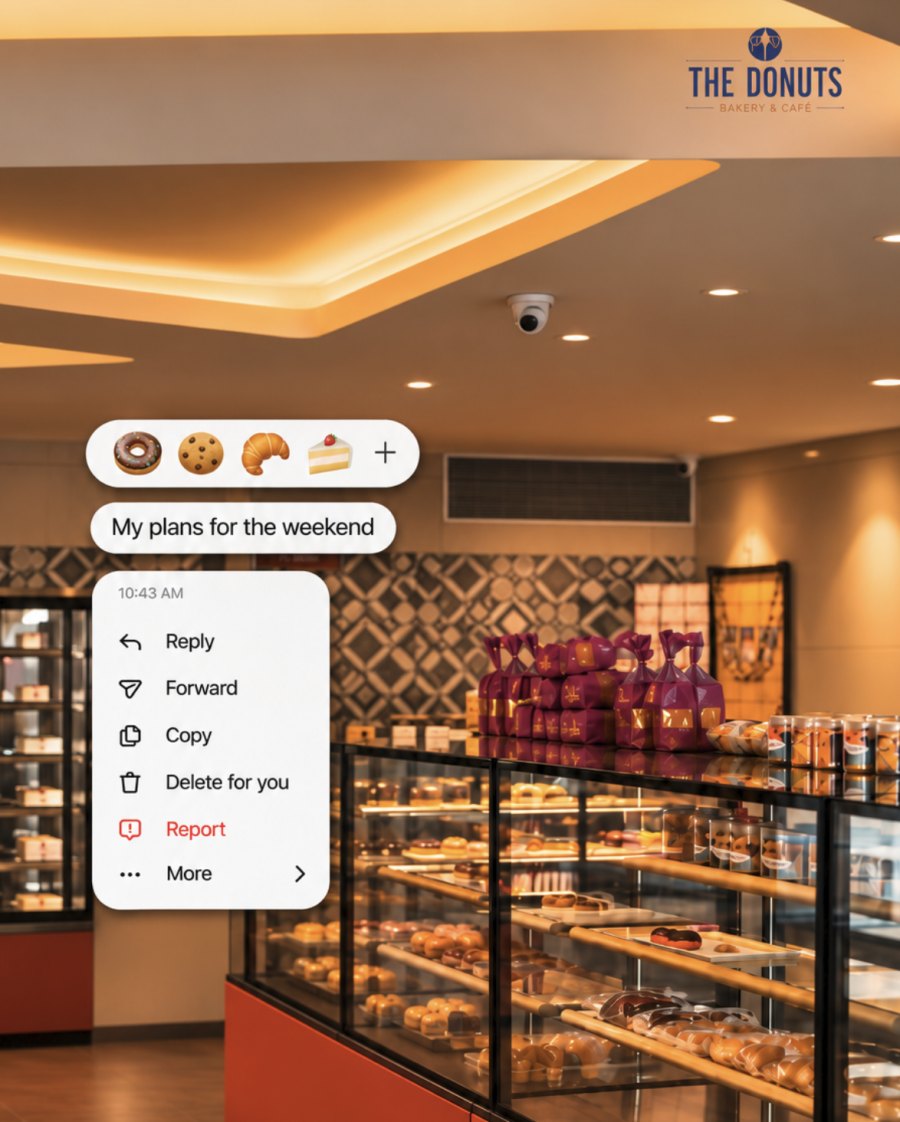 THE DONUTS
BAKERY & CAFÉ
My plans for the weekend
10:43 AM
Reply
Forward
Copy
Delete for you
Report
More